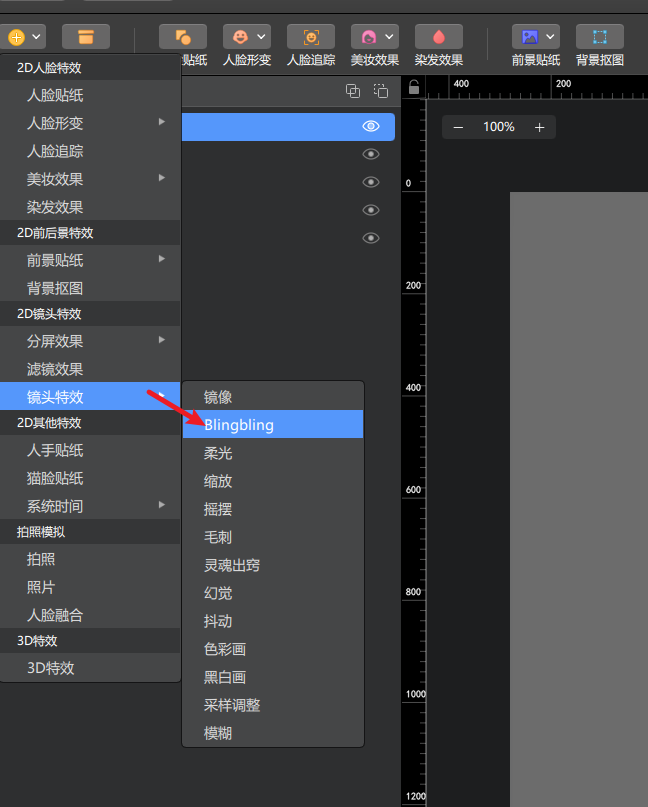 贴纸
人脸形变
人脸追踪
美妆效果
染发效果
前景贴纸
背景抠图
2D人脸特效
人脸贴纸
人脸形变
人脸追踪
美妆效果
染发效果
2D前后景特效
前景贴纸
背景抠图
2D镜头特效
分屏效果
滤镜效果
镜头特效
2D其他特效
人手贴纸
猫脸贴纸
系统时间
拍照模拟
拍照
照片
人脸融合
3D特效
3D特效
镜像
Blingbling
柔光
缩放
摇摆
毛刺
灵魂出窍
幻觉
抖动
色彩画
黑白画
采样调整
模糊
400
200
100%
0
200
400
600
800
1000
1200